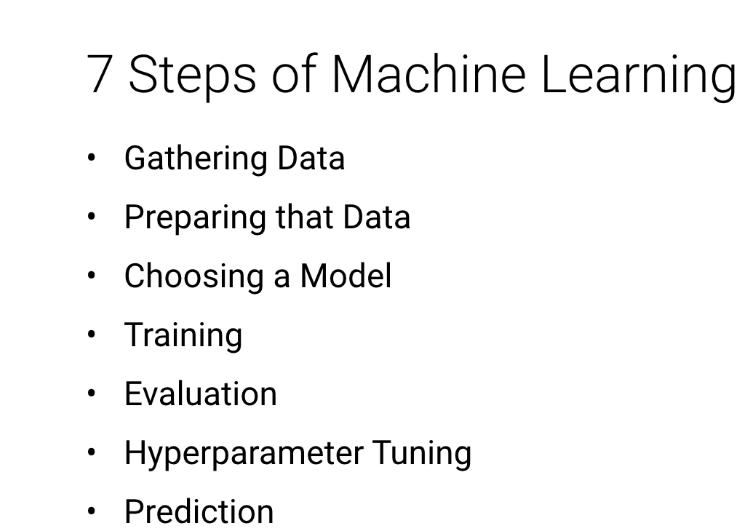 7 Steps of Machine Learning
• Gathering Data
• Preparing that Data
• Choosing a Model
• Training
• Evaluation
• Hyperparameter Tuning
• Prediction